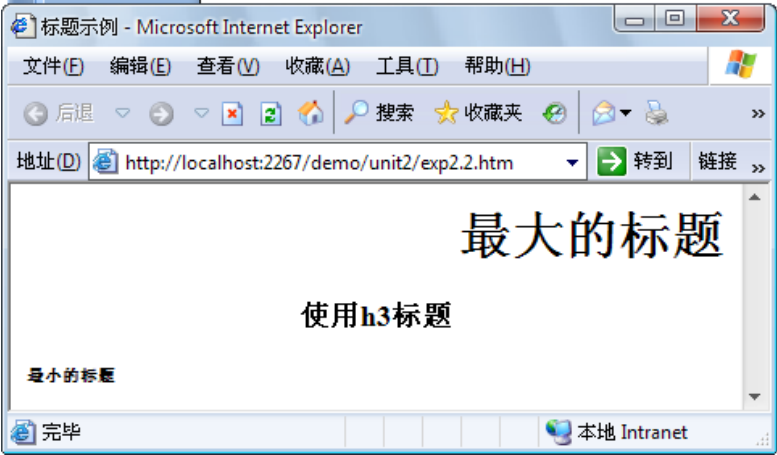 标题示例 - Microsoft Internet Explorer
文件(F) 编辑(E) 查看(V) 收藏(A) 工具(T) 帮助(H)
后退 搜索 收藏夹 »
地址(D) http://localhost:2267/demo/unit2/exp2.2.htm 转到 链接 »
最大的标题
使用h3标题
最小的标题
完毕 本地 Intranet